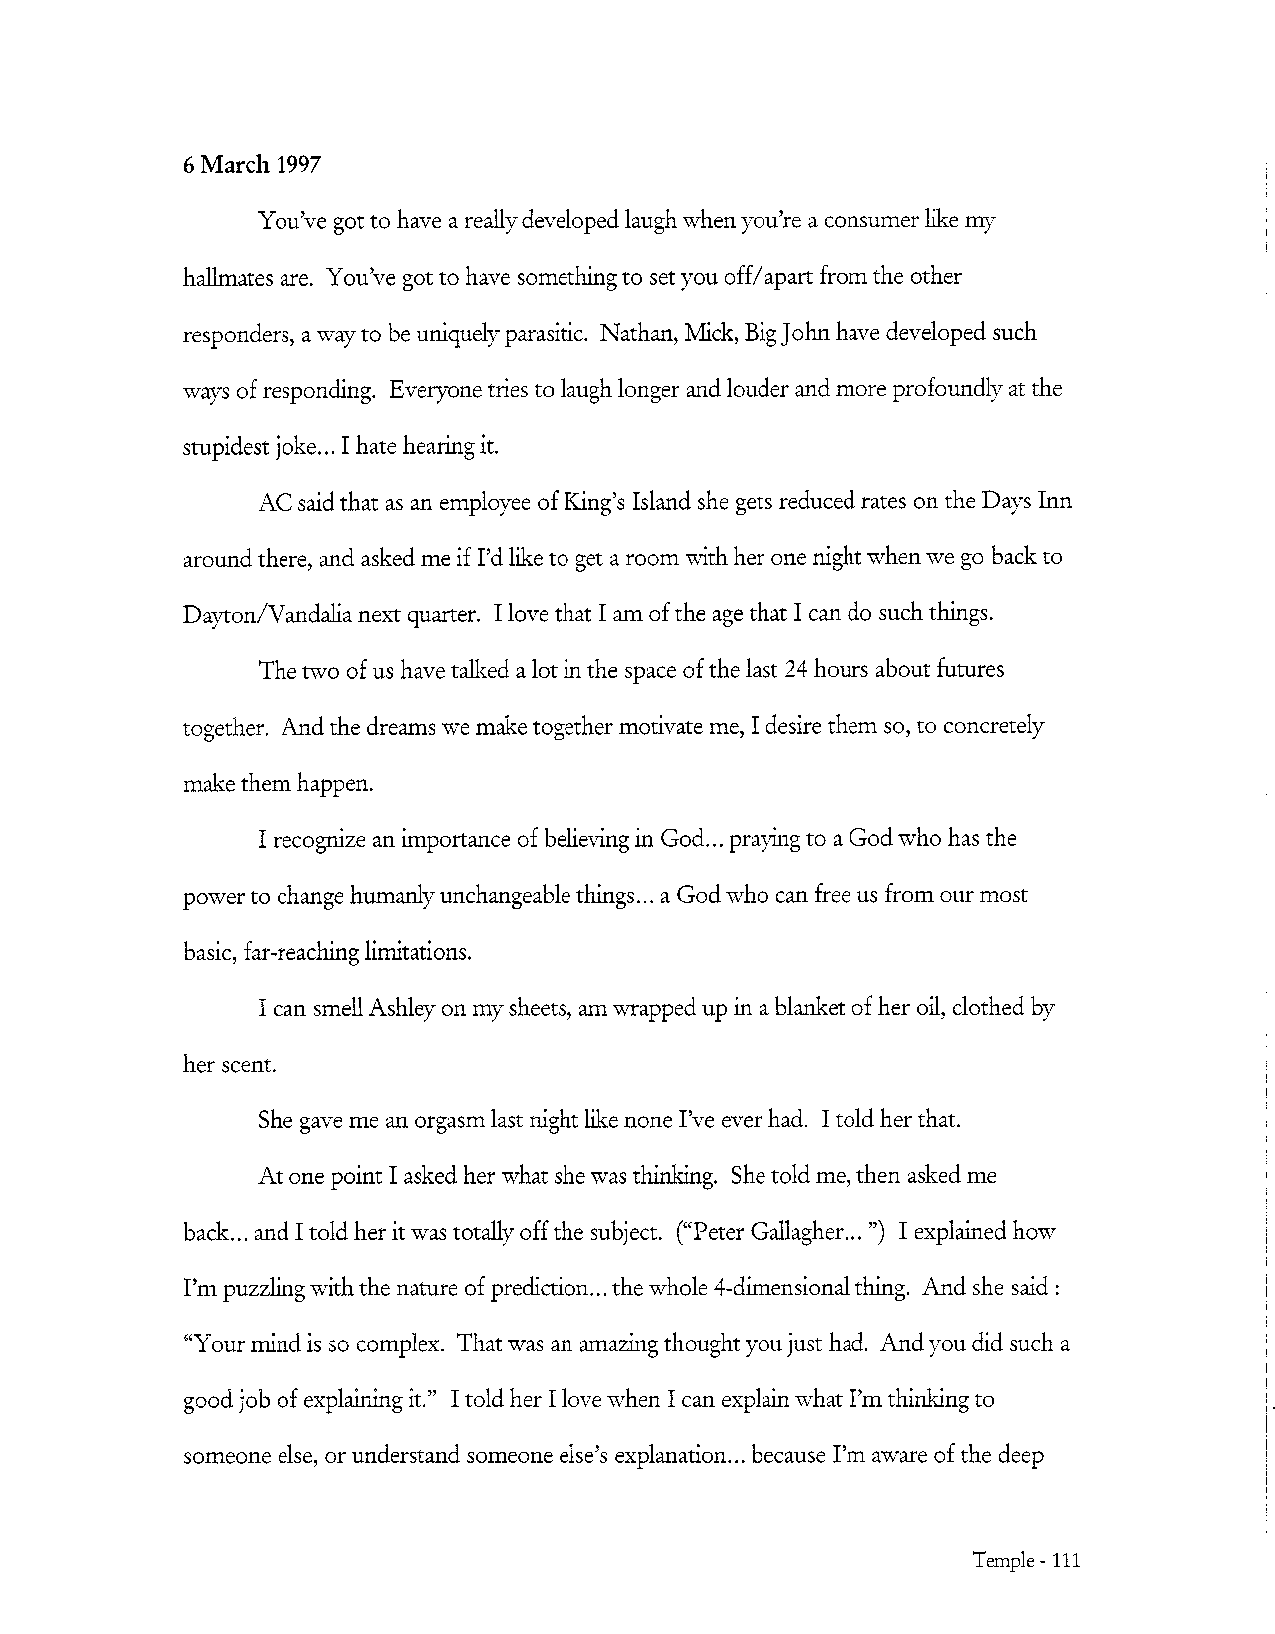 6 March 1997
You've got to have a really developed laugh when you're a consumer like my
hallmates are.  You've got to have something to set you off/apart from the other
responders, a way to be uniquely parasitic.  Nathan, Mick, Big John have developed such
ways of responding.  Everyone tries to laugh longer and louder and more profoundly at the
stupidest joke... I hate hearing it.
AC said that as an employee of King's Island she gets reduced rates on the Days Inn
around there, and asked me if I'd like to get a room with her one night when we go back to
Dayton/Vandalia next quarter.  I love that I am of the age that I can do such things.
The two of us have talked a lot in the space of the last 24 hours about futures
together.  And the dreams we make together motivate me, I desire them so, to concretely
make them happen.
I recognize an importance of believing in God... praying to a God who has the
power to change humanly unchangeable things... a God who can free us from our most
basic, far-reaching limitations.
I can smell Ashley on my sheets, am wrapped up in a blanket of her oil, clothed by
her scent.
She gave me an orgasm last night like none I've ever had.  I told her that.
At one point I asked her what she was thinking.  She told me, then asked me
back... and I told her it was totally off the subject.  (“Peter Gallagher... ”)  I explained how
I'm puzzling with the nature of prediction... the whole 4-dimensional thing.  And she said :
“Your mind is so complex.  That was an amazing thought you just had.  And you did such a
good job of explaining it.”  I told her I love when I can explain what I'm thinking to
someone else, or understand someone else's explanation... because I'm aware of the deep
Temple - 111